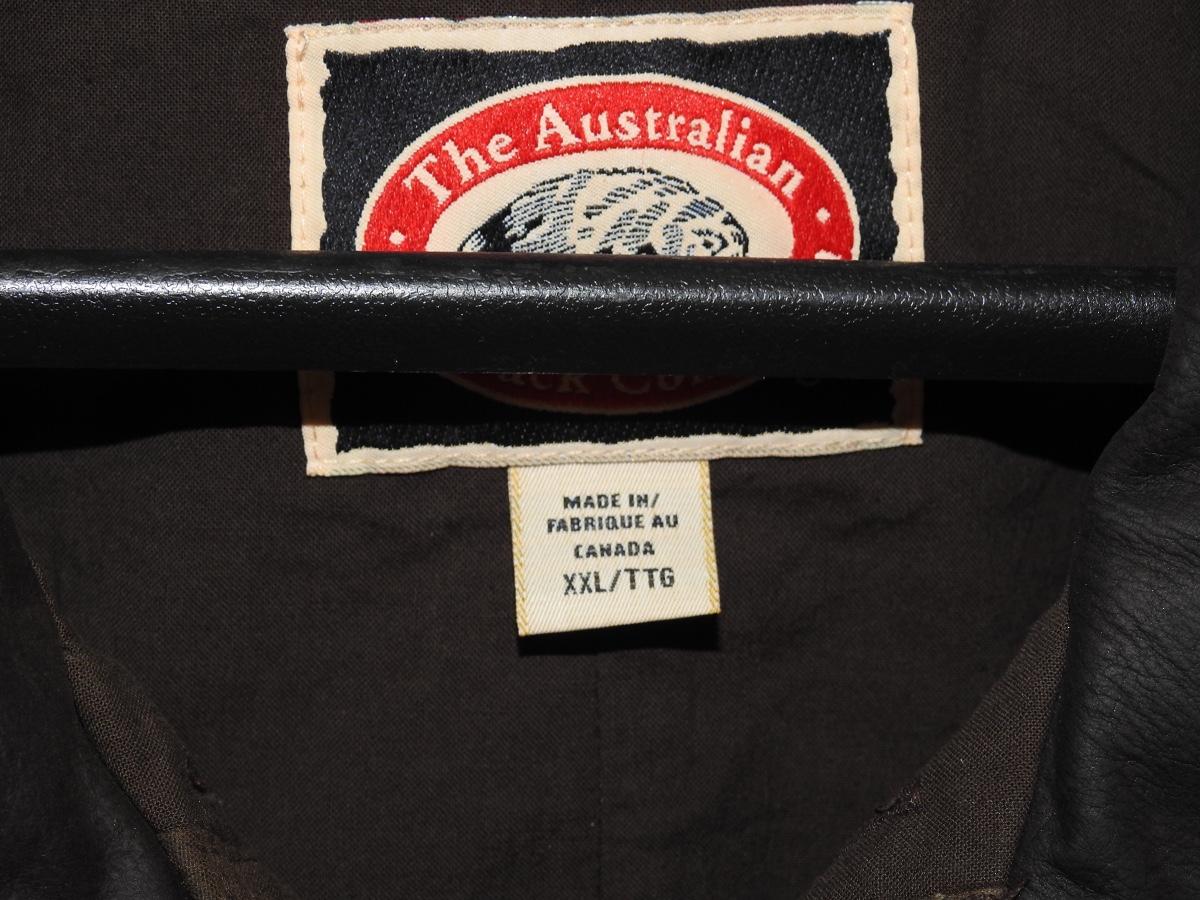 The Australian
MADE IN/
FABRIQUE AU
CANADA
XXL/TTG